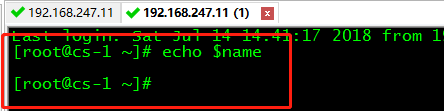 192.168.247.11 192.168.247.11 (1)
Last login: Sat Jul 14 14:41:17 2018 from 19
[root@cs-1 ~]# echo $name
[root@cs-1 ~]#